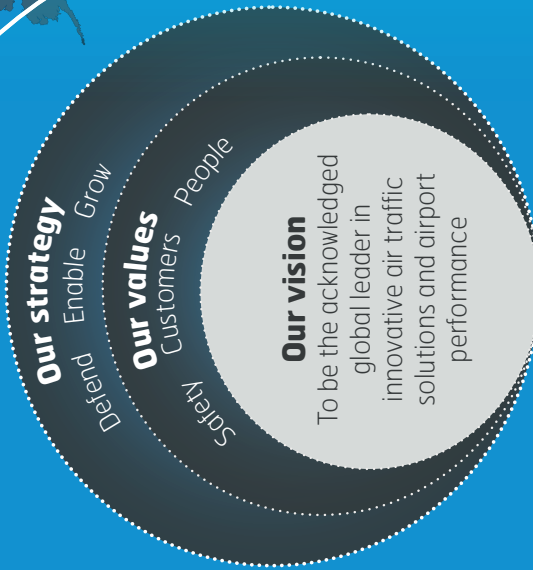 Our strategy
Defend Enable Grow
Our values
Safety Customers People
Our vision
To be the acknowledged
global leader in
innovative air traffic
solutions and airport
performance